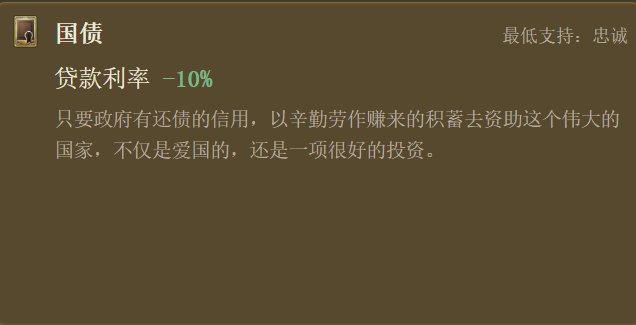 国债
最低支持：忠诚
贷款利率 -10%
只要政府有还债的信用，以辛勤劳作赚来的积蓄去资助这个伟大的
国家，不仅是爱国的，还是一项很好的投资。